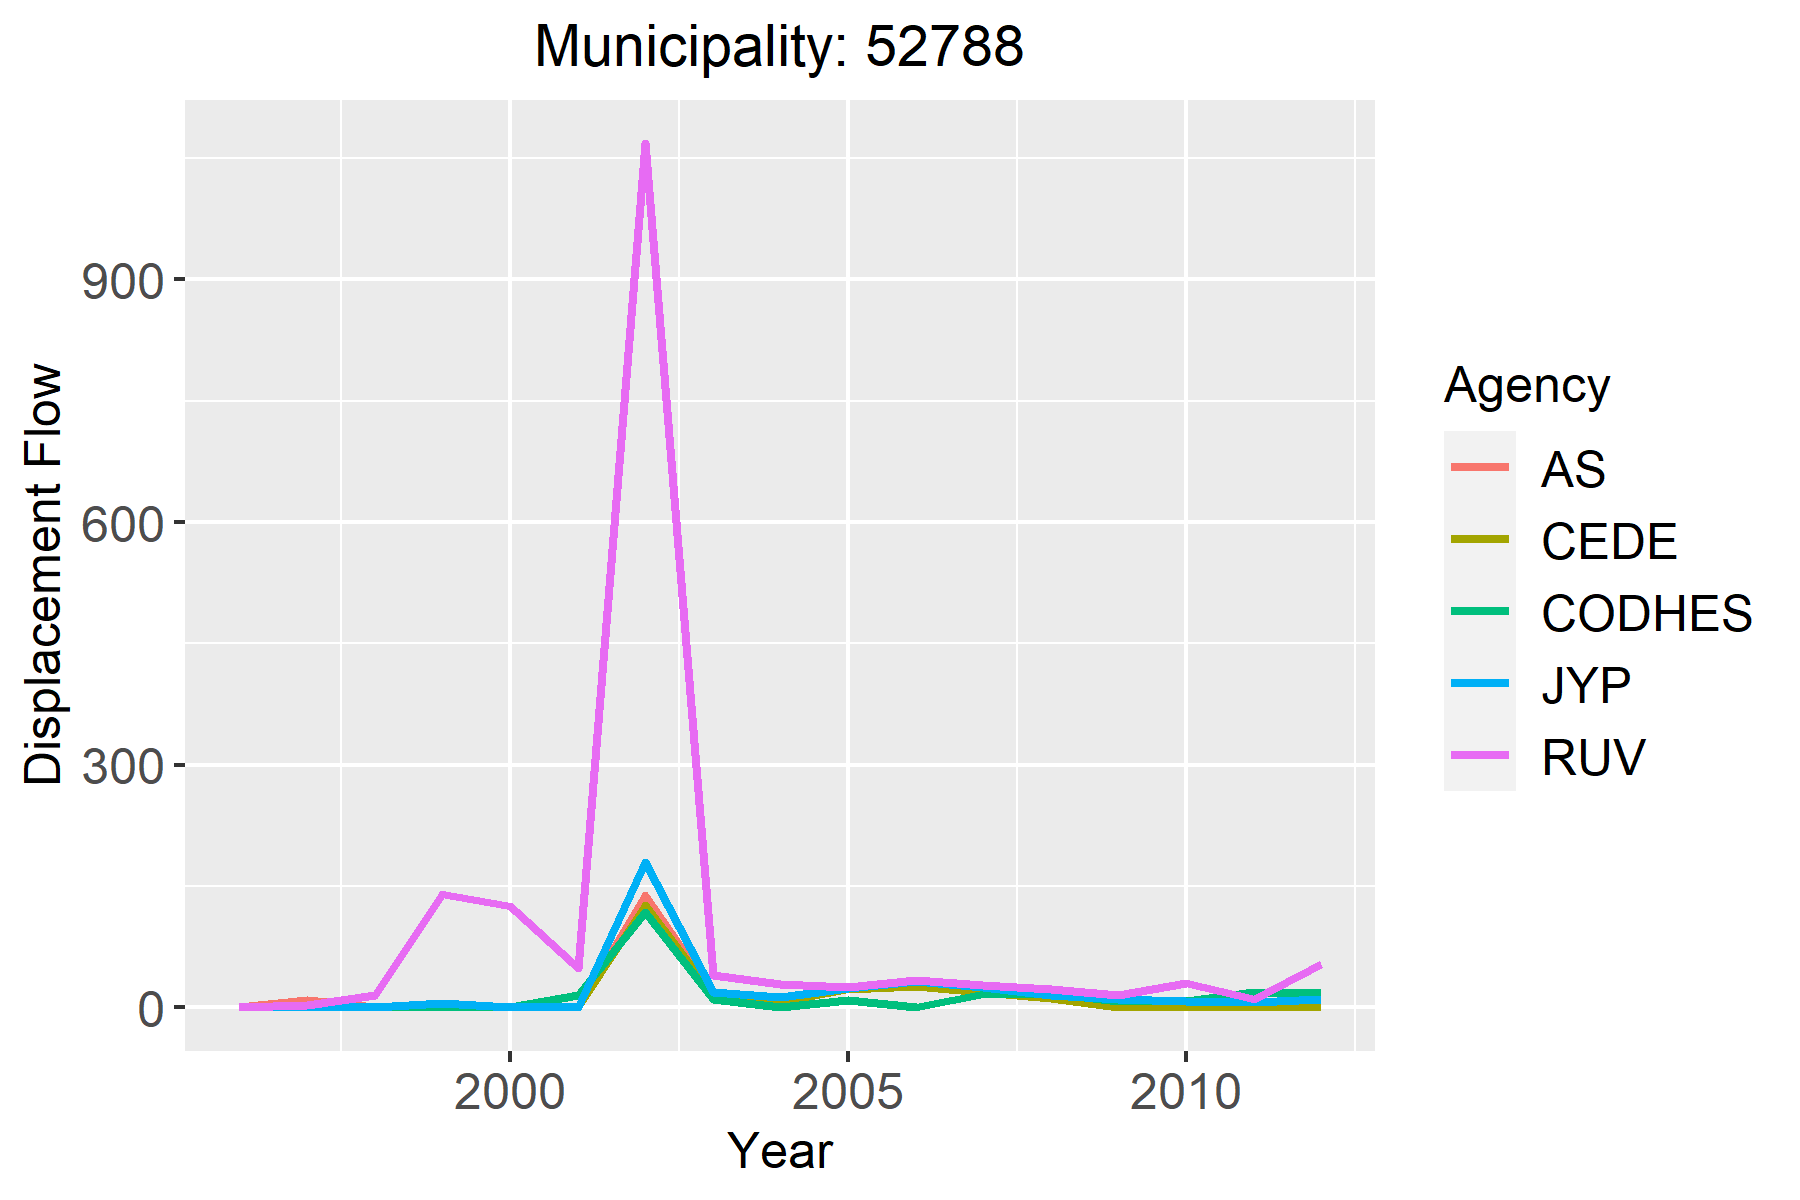 Municipality: 52788
Displacement Flow
900
600
300
0
2000 2005 2010
Year
Agency
AS
CEDE
CODHES
JYP
RUV